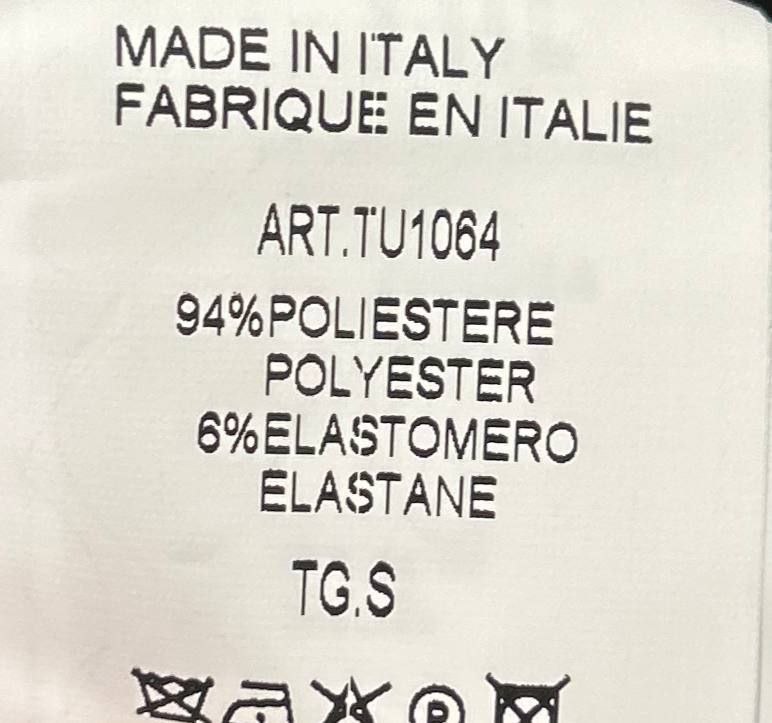 MADE IN ITALY
FABRIQUE EN ITALIE
ART.TU1064
94%POLIESTERE
POLYESTER
6%ELASTOMERO
ELASTANE
TG.S
P